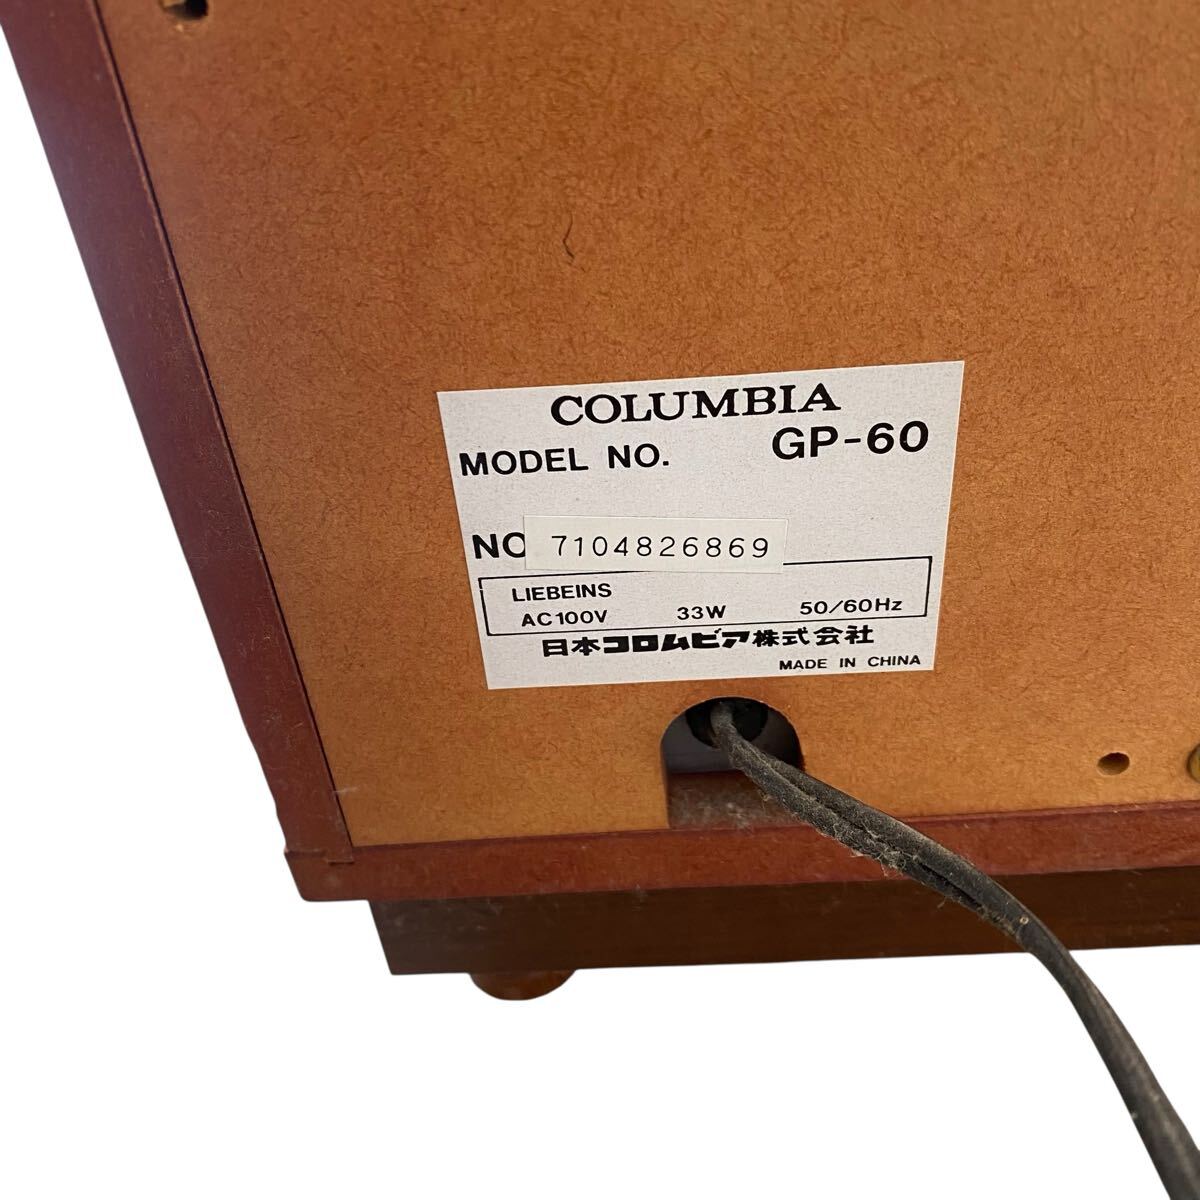 COLUMBIA
MODEL NO. GP-60
NO 7104826869
LIEBEINS
AC100V 33W 50/60Hz
日本コロムビア株式会社
MADE IN CHINA